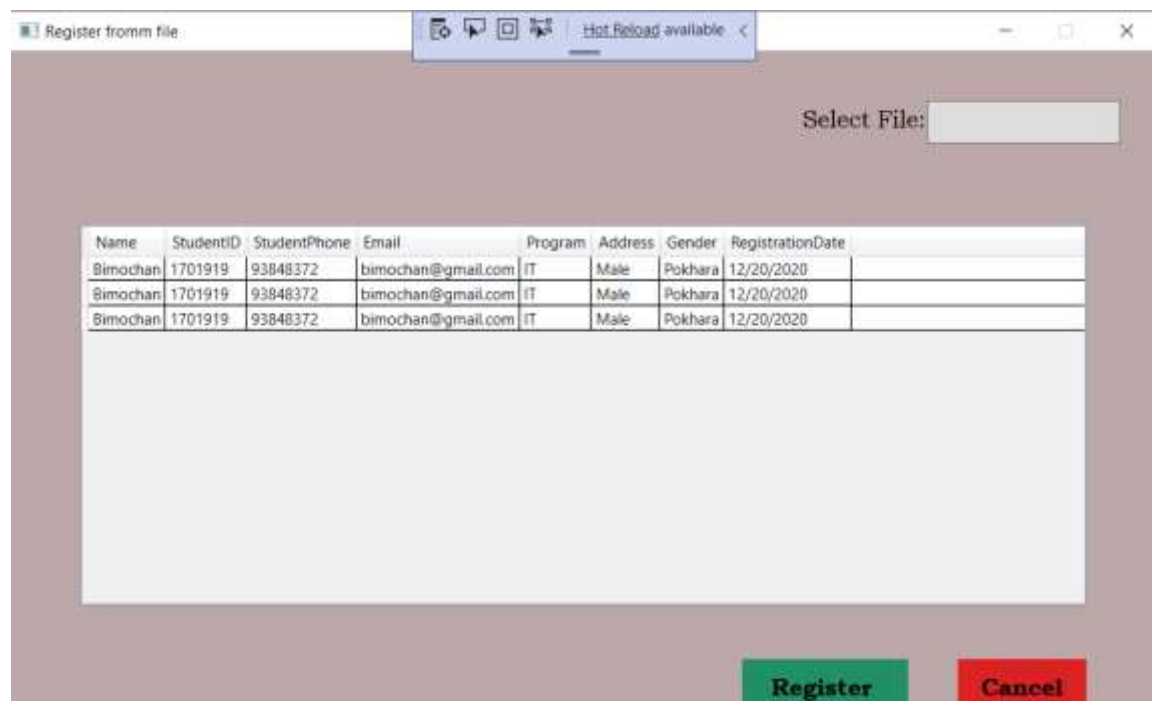 Register fromm file
Hot Reload available
Select File:
Name StudentID StudentPhone Email Program Address Gender RegistrationDate
Bimochan 1701919 93848372 bimochan@gmail.com IT Male Pokhara 12/20/2020
Bimochan 1701919 93848372 bimochan@gmail.com IT Male Pokhara 12/20/2020
Bimochan 1701919 93848372 bimochan@gmail.com IT Male Pokhara 12/20/2020
Register Cancel